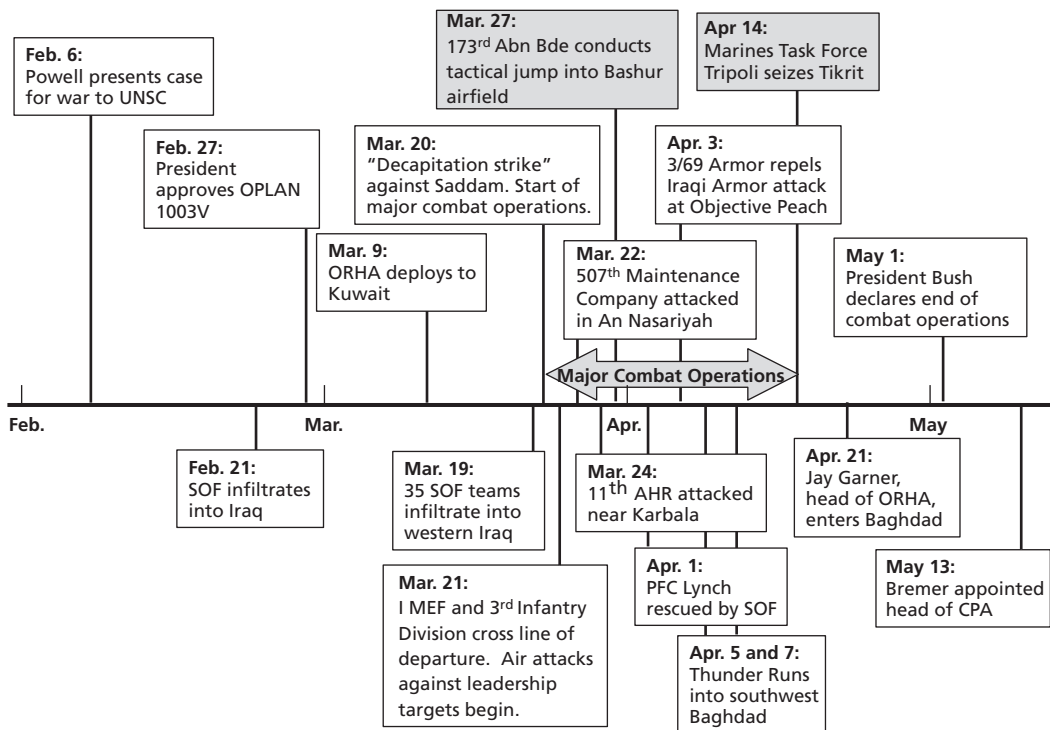 Feb. 6:
Powell presents case
for war to UNSC
Feb. 27:
President
approves OPLAN
1003V
Mar. 9:
ORHA deploys to
Kuwait
Mar. 20:
“Decapitation strike”
against Saddam. Start of
major combat operations.
Mar. 27:
173rd Abn Bde conducts
tactical jump into Bashur
airfield
Mar. 22:
507th Maintenance
Company attacked
in An Nasariyah
Apr. 3:
3/69 Armor repels
Iraqi Armor attack
at Objective Peach
Apr 14:
Marines Task Force
Tripoli seizes Tikrit
May 1:
President Bush
declares end of
combat operations
Major Combat Operations
Feb.
Mar.
Apr.
May
Feb. 21:
SOF infiltrates
into Iraq
Mar. 19:
35 SOF teams
infiltrate into
western Iraq
Mar. 21:
I MEF and 3rd Infantry
Division cross line of
departure. Air attacks
against leadership
targets begin.
Mar. 24:
11th AHR attacked
near Karbala
Apr. 1:
PFC Lynch
rescued by SOF
Apr. 5 and 7:
Thunder Runs
into southwest
Baghdad
Apr. 21:
Jay Garner,
head of ORHA,
enters Baghdad
May 13:
Bremer appointed
head of CPA